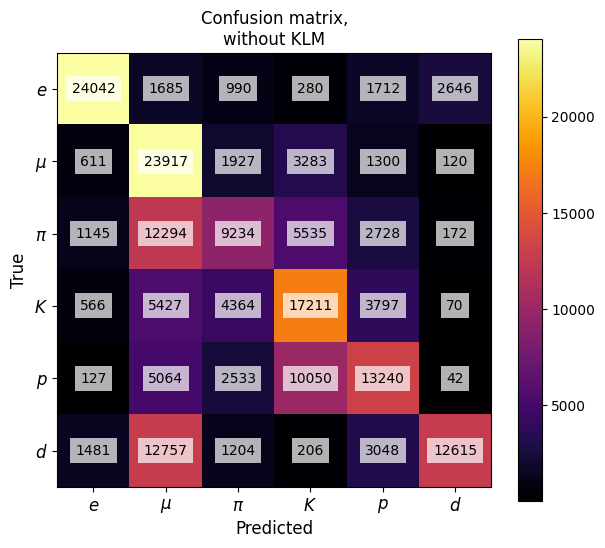 Confusion matrix,
without KLM
e 24042 1685 990 280 1712 2646
μ 611 23917 1927 3283 1300 120
π 1145 12294 9234 5535 2728 172
K 566 5427 4364 17211 3797 70
p 127 5064 2533 10050 13240 42
d 1481 12757 1204 206 3048 12615
e μ π K p d
Predicted
True
20000
15000
10000
5000